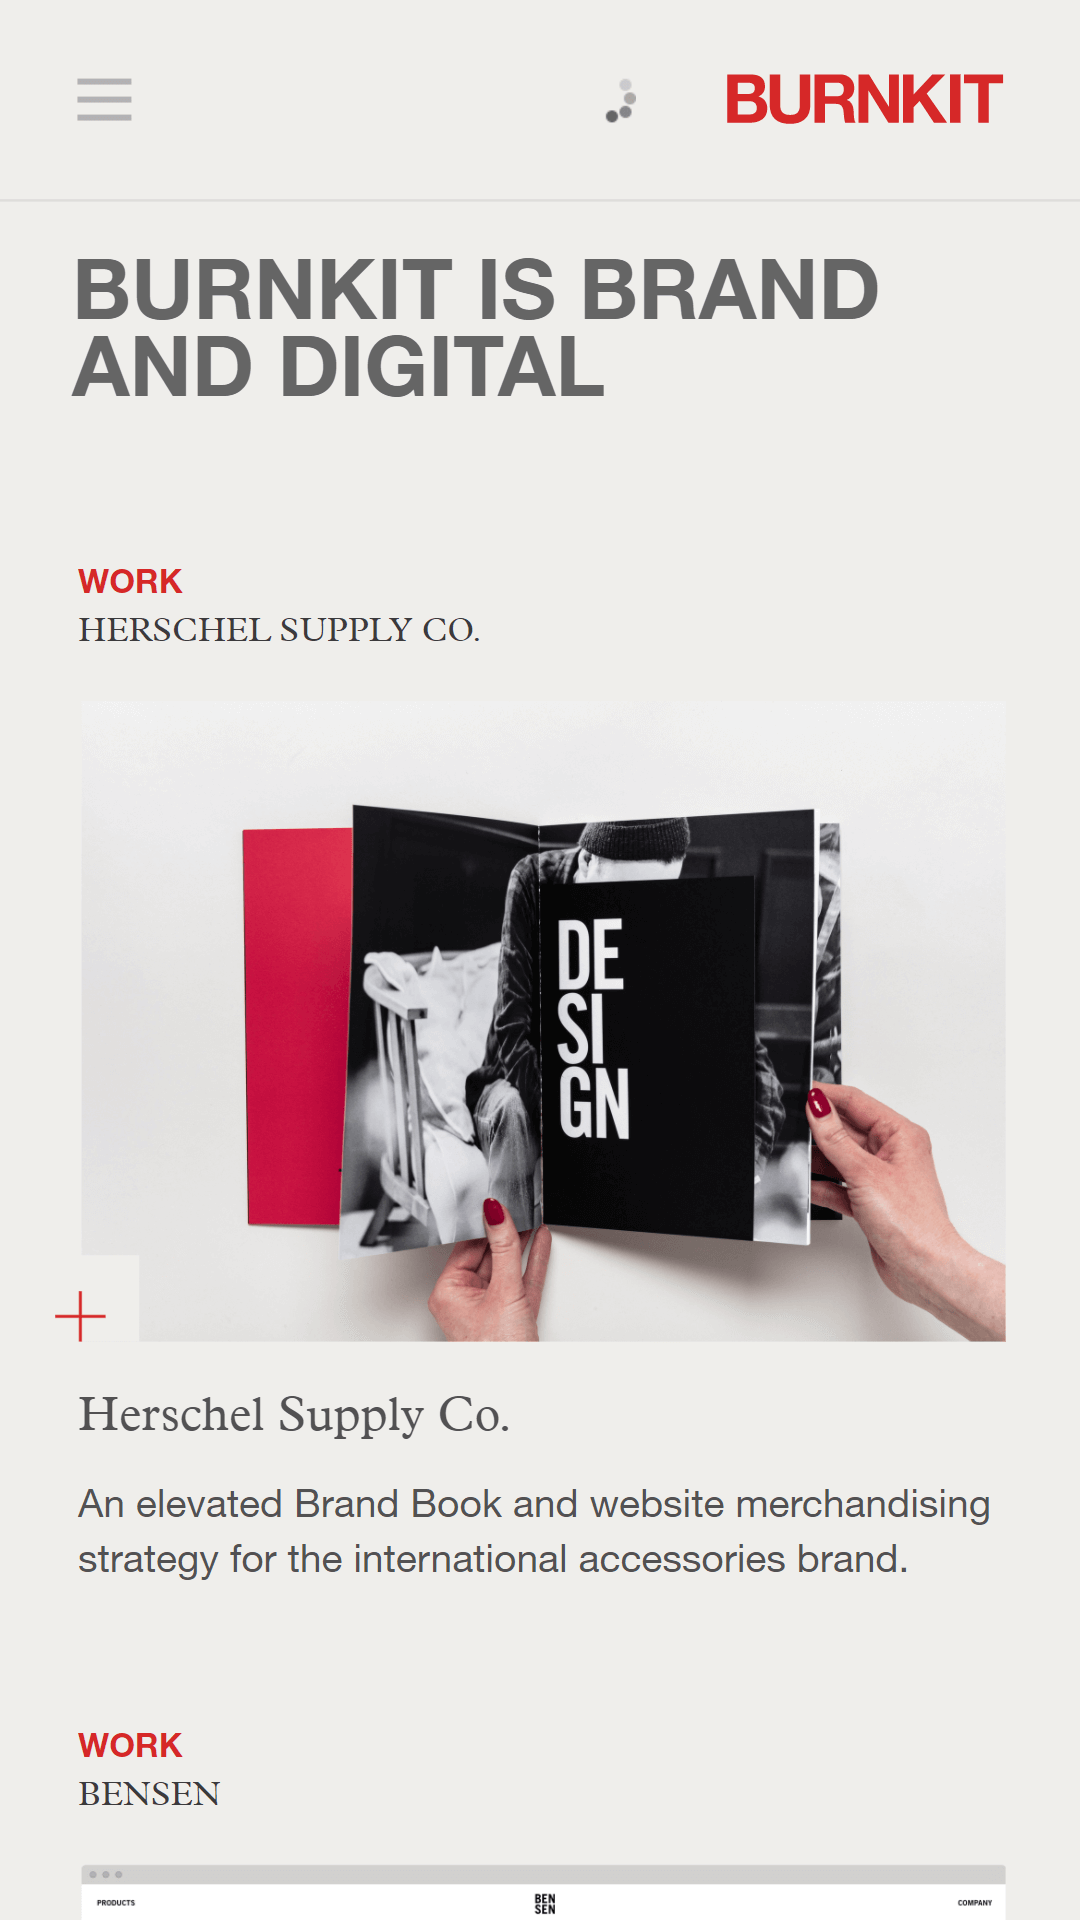 BURNKIT
BURNKIT IS BRAND
AND DIGITAL
WORK
HERSCHEL SUPPLY CO.
DE
SI
GN
Herschel Supply Co.
An elevated Brand Book and website merchandising
strategy for the international accessories brand.
WORK
BENSEN
PRODUCTS
BEN
SEN
COMPANY